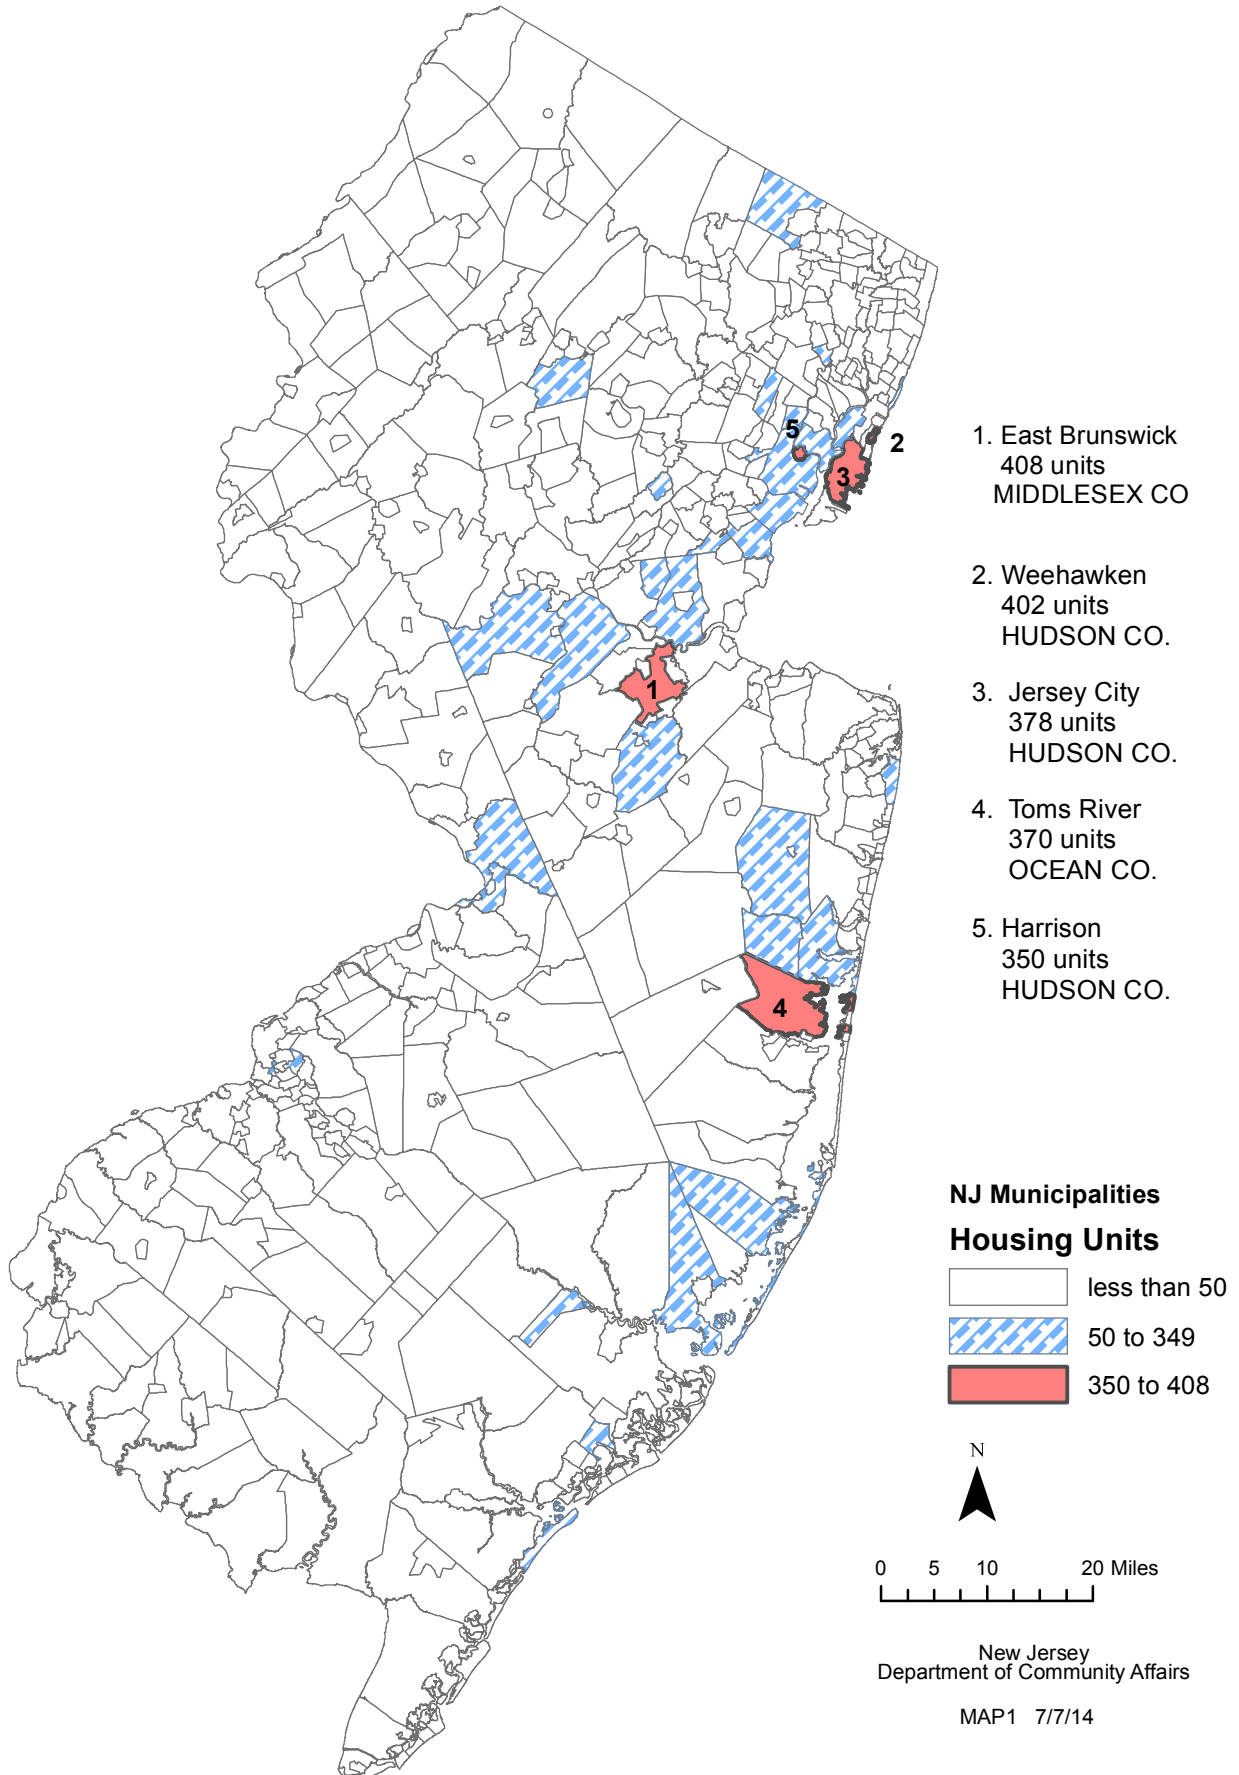 5
2
3
1
4
1. East Brunswick
408 units
MIDDLESEX CO
2. Weehawken
402 units
HUDSON CO.
3. Jersey City
378 units
HUDSON CO.
4. Toms River
370 units
OCEAN CO.
5. Harrison
350 units
HUDSON CO.
NJ Municipalities
Housing Units
less than 50
50 to 349
350 to 408
N
0 5 10 20 Miles
New Jersey
Department of Community Affairs
MAP1 7/7/14